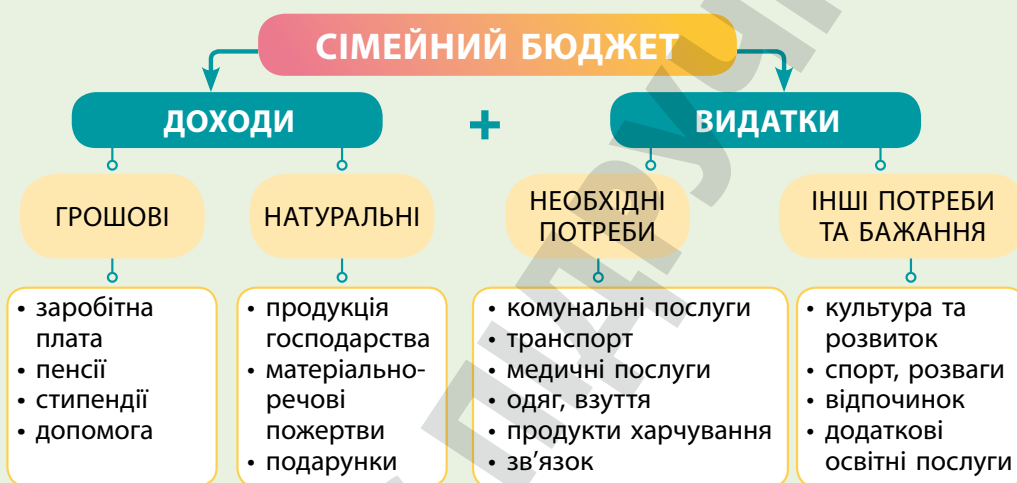 СІМЕЙНИЙ БЮДЖЕТ
ДОХОДИ
+
ВИДАТКИ
ГРОШОВІ
НАТУРАЛЬНІ
НЕОБХІДНІ
ПОТРЕБИ
ІНШІ ПОТРЕБИ
ТА БАЖАННЯ
• заробітна
плата
• пенсії
• стипендії
• допомога
• продукція
господарства
• матеріально-
речові
пожертви
• подарунки
• комунальні послуги
• транспорт
• медичні послуги
• одяг, взуття
• продукти харчування
• зв'язок
• культура та
розвиток
• спорт, розваги
• відпочинок
• додаткові
освітні послуги